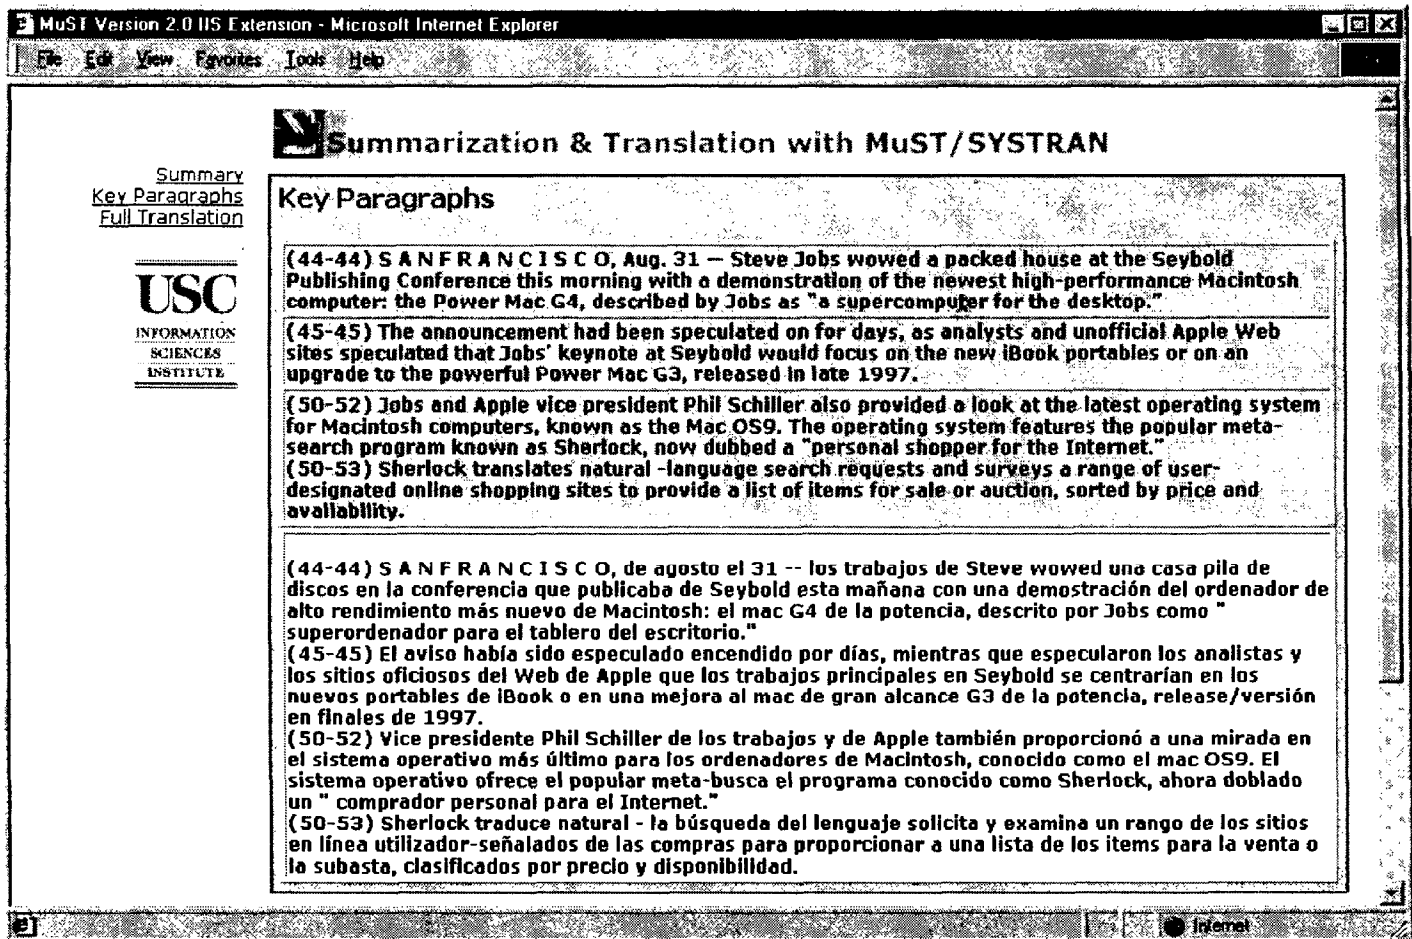 MuST Version 2.0 IIS Extension - Microsoft Internet Explorer
File Edit View Favorites Tools Help
Summarization & Translation with MuST/SYSTRAN
Summary
Key Paragraphs
Full Translation
USC
INFORMATION
SCIENCES
INSTITUTE
Key Paragraphs
(44-44) S A N F R A N C I S C O, Aug. 31 — Steve Jobs wowed a packed house at the Seybold
Publishing Conference this morning with a demonstration of the newest high-performance Macintosh
computer: the Power Mac G4, described by Jobs as "a supercomputer for the desktop."
(45-45) The announcement had been speculated on for days, as analysts and unofficial Apple Web
sites speculated that Jobs' keynote at Seybold would focus on the new iBook portables or on an
upgrade to the powerful Power Mac G3, released in late 1997.
(50-52) Jobs and Apple vice president Phil Schiller also provided a look at the latest operating system
for Macintosh computers, known as the Mac OS9. The operating system features the popular meta-
search program known as Sherlock, now dubbed a "personal shopper for the Internet."
(50-53) Sherlock translates natural -language search requests and surveys a range of user-
designated online shopping sites to provide a list of items for sale or auction, sorted by price and
availability.
(44-44) S A N F R A N C I S C O, de agosto el 31 -- los trabajos de Steve wowed una casa pila de
discos en la conferencia que publicaba de Seybold esta mañana con una demostración del ordenador de
alto rendimiento más nuevo de Macintosh: el mac G4 de la potencia, descrito por Jobs como "
superordenador para el tablero del escritorio."
(45-45) El aviso había sido especulado encendido por días, mientras que especularon los analistas y
los sitios oficiosos del Web de Apple que los trabajos principales en Seybold se centrarían en los
nuevos portables de iBook o en una mejora al mac de gran alcance G3 de la potencia, release/versión
en finales de 1997.
(50-52) Vice presidente Phil Schiller de los trabajos y de Apple también proporcionó a una mirada en
el sistema operativo más último para los ordenadores de Macintosh, conocido como el mac OS9. El
sistema operativo ofrece el popular meta-busca el programa conocido como Sherlock, ahora doblado
un " comprador personal para el Internet."
(50-53) Sherlock traduce natural - la búsqueda del lenguaje solicita y examina un rango de los sitios
en línea utilizador-señalados de las compras para proporcionar a una lista de los items para la venta o
la subasta, clasificados por precio y disponibilidad.
Internet